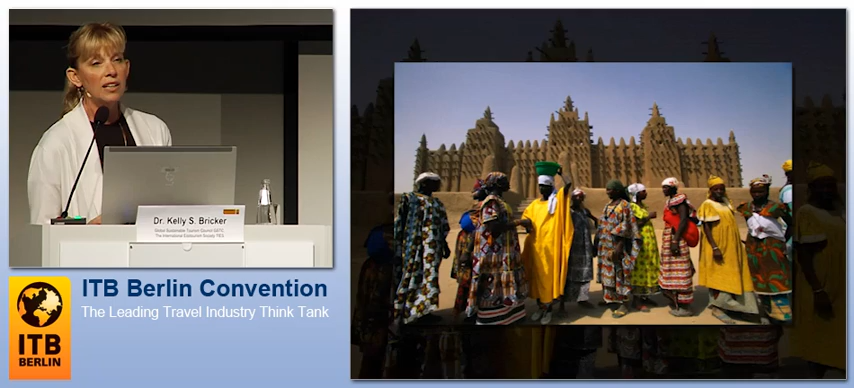 Dr. Kelly S. Bricker
Global Sustainable Tourism Council GSTC,
The International Ecotourism Society TIES
ITB Berlin Convention
The Leading Travel Industry Think Tank
ITB
BERLIN